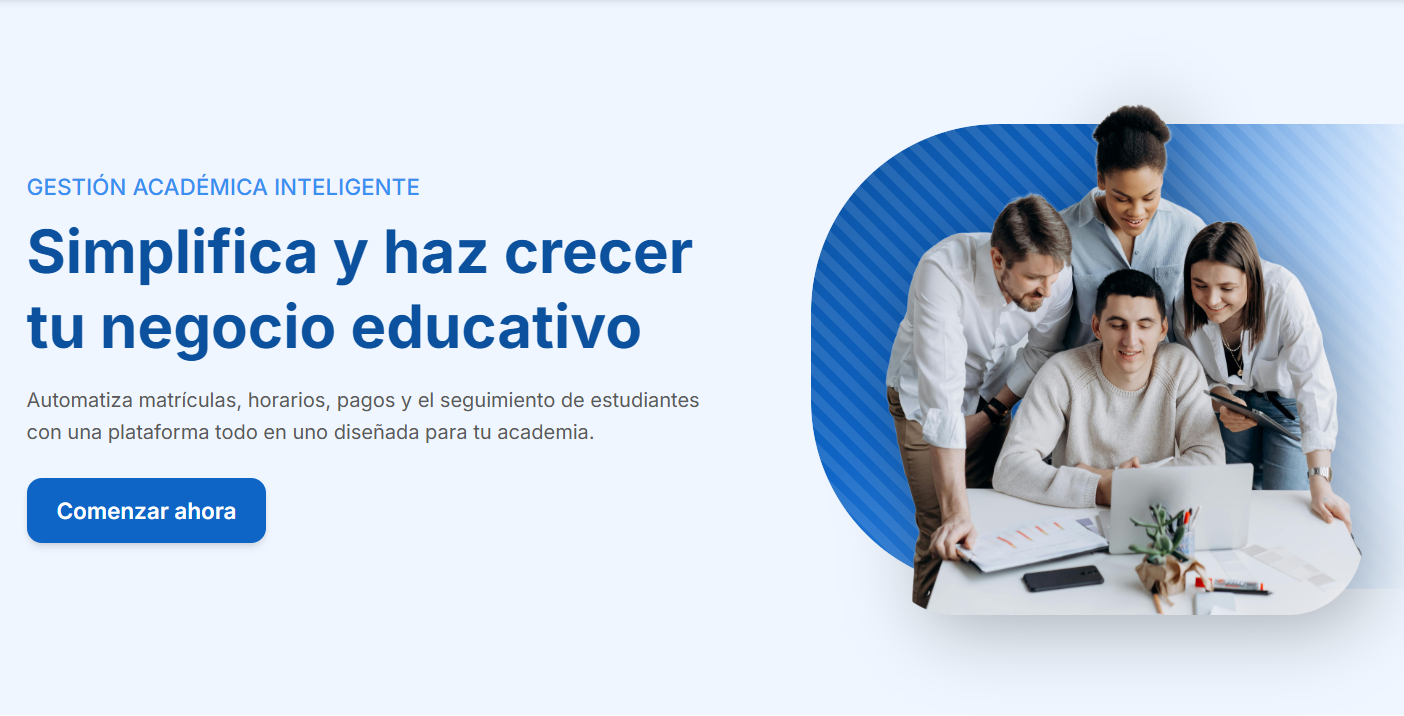 GESTIÓN ACADÉMICA INTELIGENTE
Simplifica y haz crecer
tu negocio educativo
Automatiza matrículas, horarios, pagos y el seguimiento de estudiantes
con una plataforma todo en uno diseñada para tu academia.
Comenzar ahora